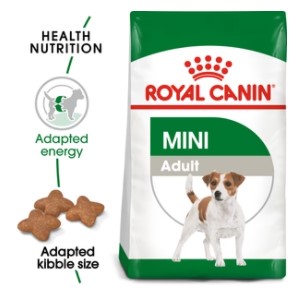 HEALTH
NUTRITION
Adapted
energy
Adapted
kibble size
ROYAL CANIN
MINI
Adult